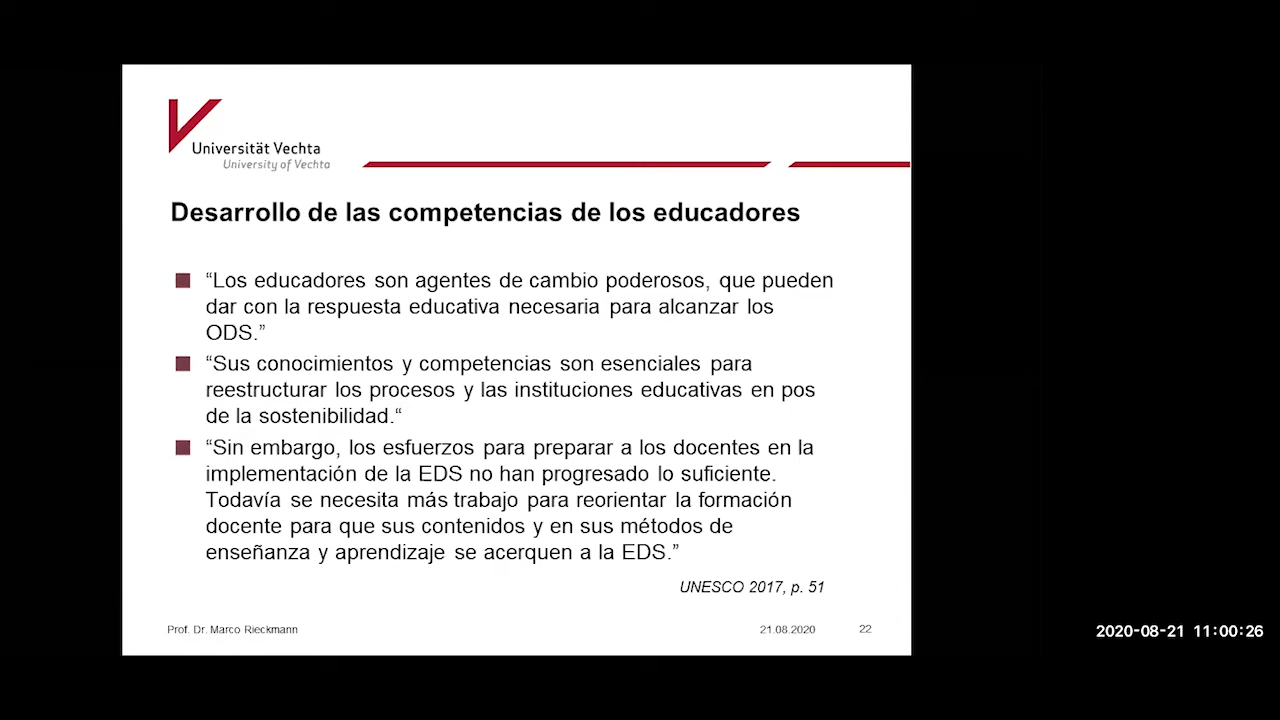 Universität Vechta
University of Vechta
Desarrollo de las competencias de los educadores
“Los educadores son agentes de cambio poderosos, que pueden
dar con la respuesta educativa necesaria para alcanzar los
ODS.”
“Sus conocimientos y competencias son esenciales para
reestructurar los procesos y las instituciones educativas en pos
de la sostenibilidad.“
“Sin embargo, los esfuerzos para preparar a los docentes en la
implementación de la EDS no han progresado lo suficiente.
Todavía se necesita más trabajo para reorientar la formación
docente para que sus contenidos y en sus métodos de
enseñanza y aprendizaje se acerquen a la EDS.”
UNESCO 2017, p. 51
Prof. Dr. Marco Rieckmann
21.08.2020
22
2020-08-21 11:00:26